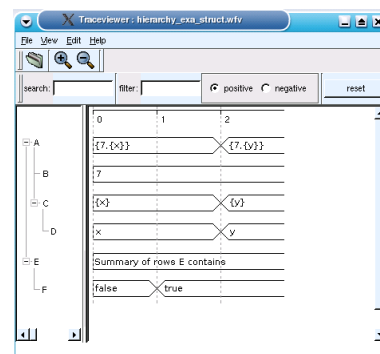 Traceviewer : hierarchy_exa_struct.wfv
File View Edit Help
search: filter: positive negative reset
0 1 2
A {7,{x}} {7,{y}}
B 7
C {x} {y}
D x y
E Summary of rows E contains
F false true